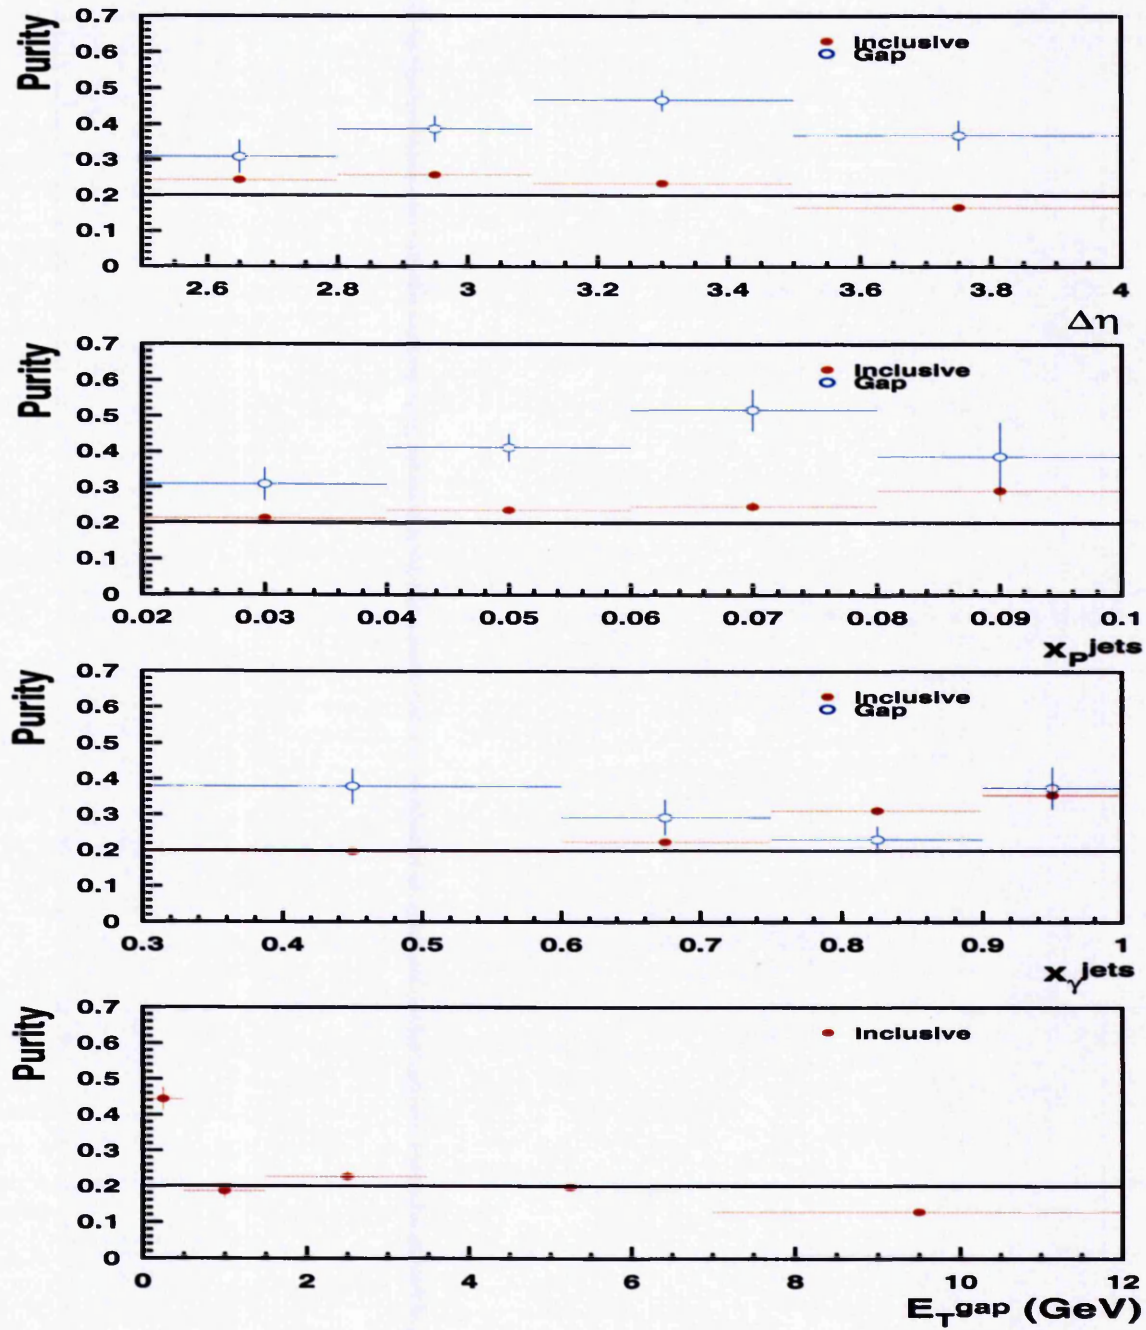 Purity
0.7
0.6
0.5
0.4
0.3
0.2
0.1
0
Inclusive
Gap
2.6 2.8 3 3.2 3.4 3.6 3.8 4
Δη
Purity
0.7
0.6
0.5
0.4
0.3
0.2
0.1
0
Inclusive
Gap
0.02 0.03 0.04 0.05 0.06 0.07 0.08 0.09 0.1
x_P^jets
Purity
0.7
0.6
0.5
0.4
0.3
0.2
0.1
0
Inclusive
Gap
0.3 0.4 0.5 0.6 0.7 0.8 0.9 1
x_γ^jets
Purity
0.7
0.6
0.5
0.4
0.3
0.2
0.1
0
Inclusive
0 2 4 6 8 10 12
E_T^gap (GeV)